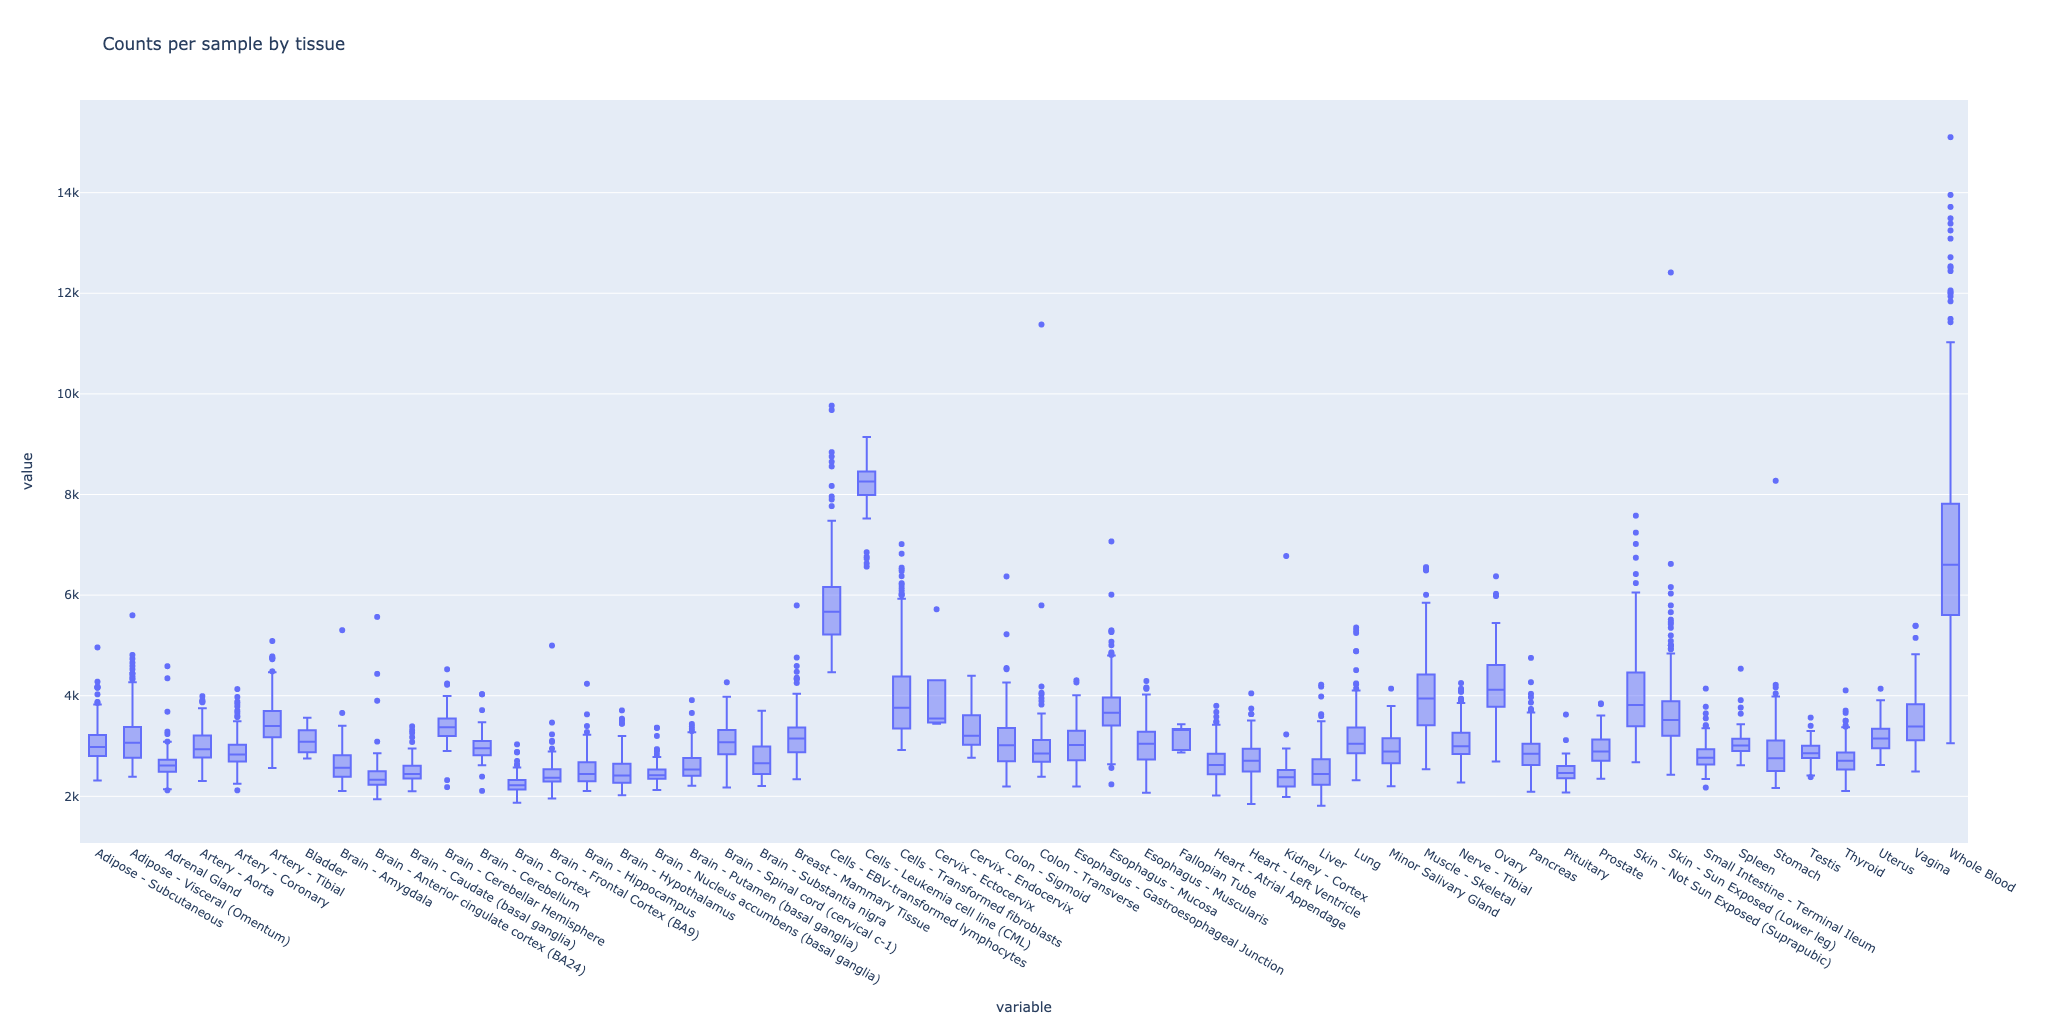 Counts per sample by tissue
14k
12k
10k
8k
6k
4k
2k
value
Adipose - Subcutaneous
Adipose - Visceral (Omentum)
Adrenal Gland
Artery - Aorta
Artery - Coronary
Artery - Tibial
Bladder
Brain - Amygdala
Brain - Anterior cingulate cortex (BA24)
Brain - Caudate (basal ganglia)
Brain - Cerebellar Hemisphere
Brain - Cerebellum
Brain - Cortex
Brain - Frontal Cortex (BA9)
Brain - Hippocampus
Brain - Hypothalamus
Brain - Nucleus accumbens (basal ganglia)
Brain - Putamen (basal ganglia)
Brain - Spinal cord (cervical c-1)
Brain - Substantia nigra
Breast - Mammary Tissue
Cells - EBV-transformed lymphocytes
Cells - Leukemia cell line (CML)
Cells - Transformed fibroblasts
Cervix - Ectocervix
Cervix - Endocervix
Colon - Sigmoid
Colon - Transverse
Esophagus - Gastroesophageal Junction
Esophagus - Mucosa
Esophagus - Muscularis
Fallopian Tube
Heart - Atrial Appendage
Heart - Left Ventricle
Kidney - Cortex
Liver
Lung
Minor Salivary Gland
Muscle - Skeletal
Nerve - Tibial
Ovary
Pancreas
Pituitary
Prostate
Skin - Not Sun Exposed (Suprapubic)
Skin - Sun Exposed (Lower leg)
Small Intestine - Terminal Ileum
Spleen
Stomach
Testis
Thyroid
Uterus
Vagina
Whole Blood
variable